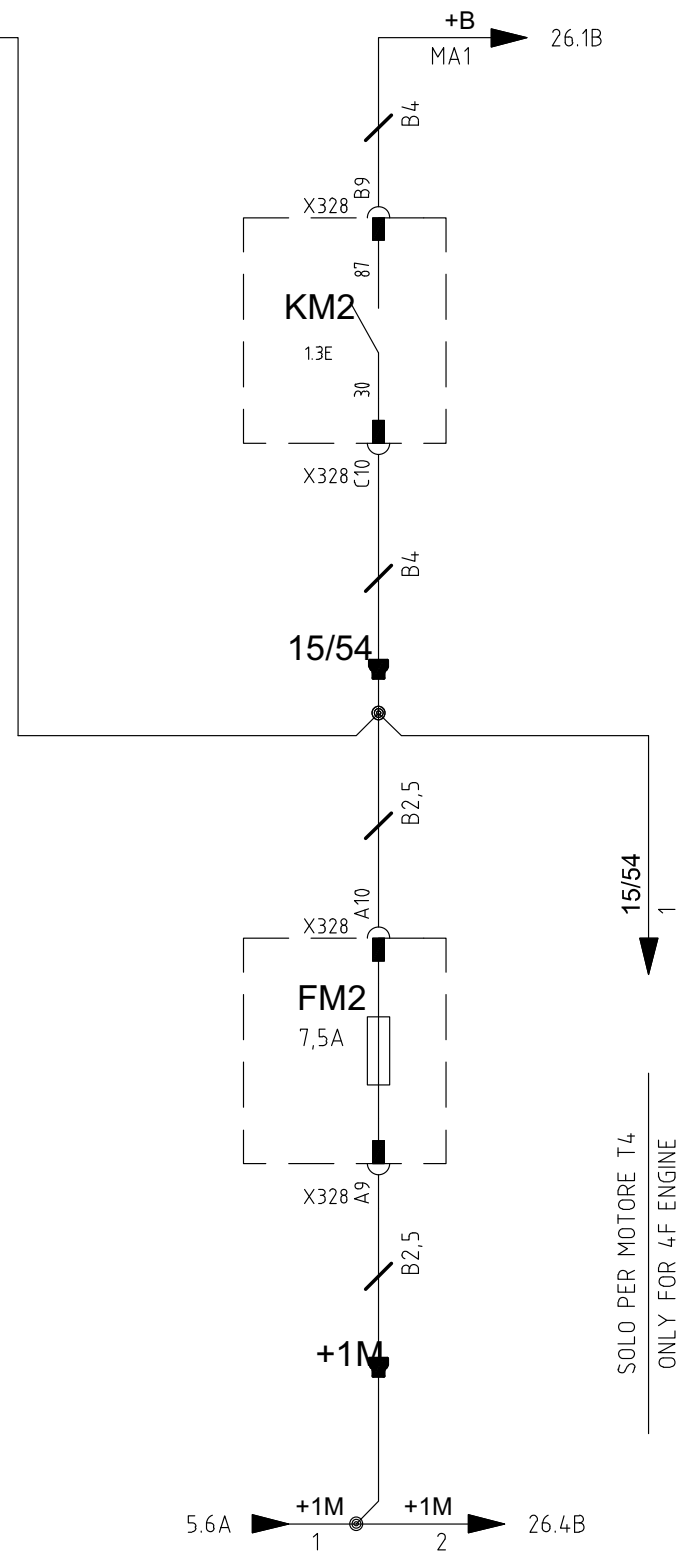 +B
MA1
26.1B
B4
B9
X328
87
KM2
1.3E
30
X328
C10
B4
15/54
B2,5
A10
X328
15/54
1
FM2
7,5A
X328
A9
B2,5
SOLO PER MOTORE T4
ONLY FOR 4F ENGINE
+1M
5.6A
+1M
1
+1M
2
26.4B